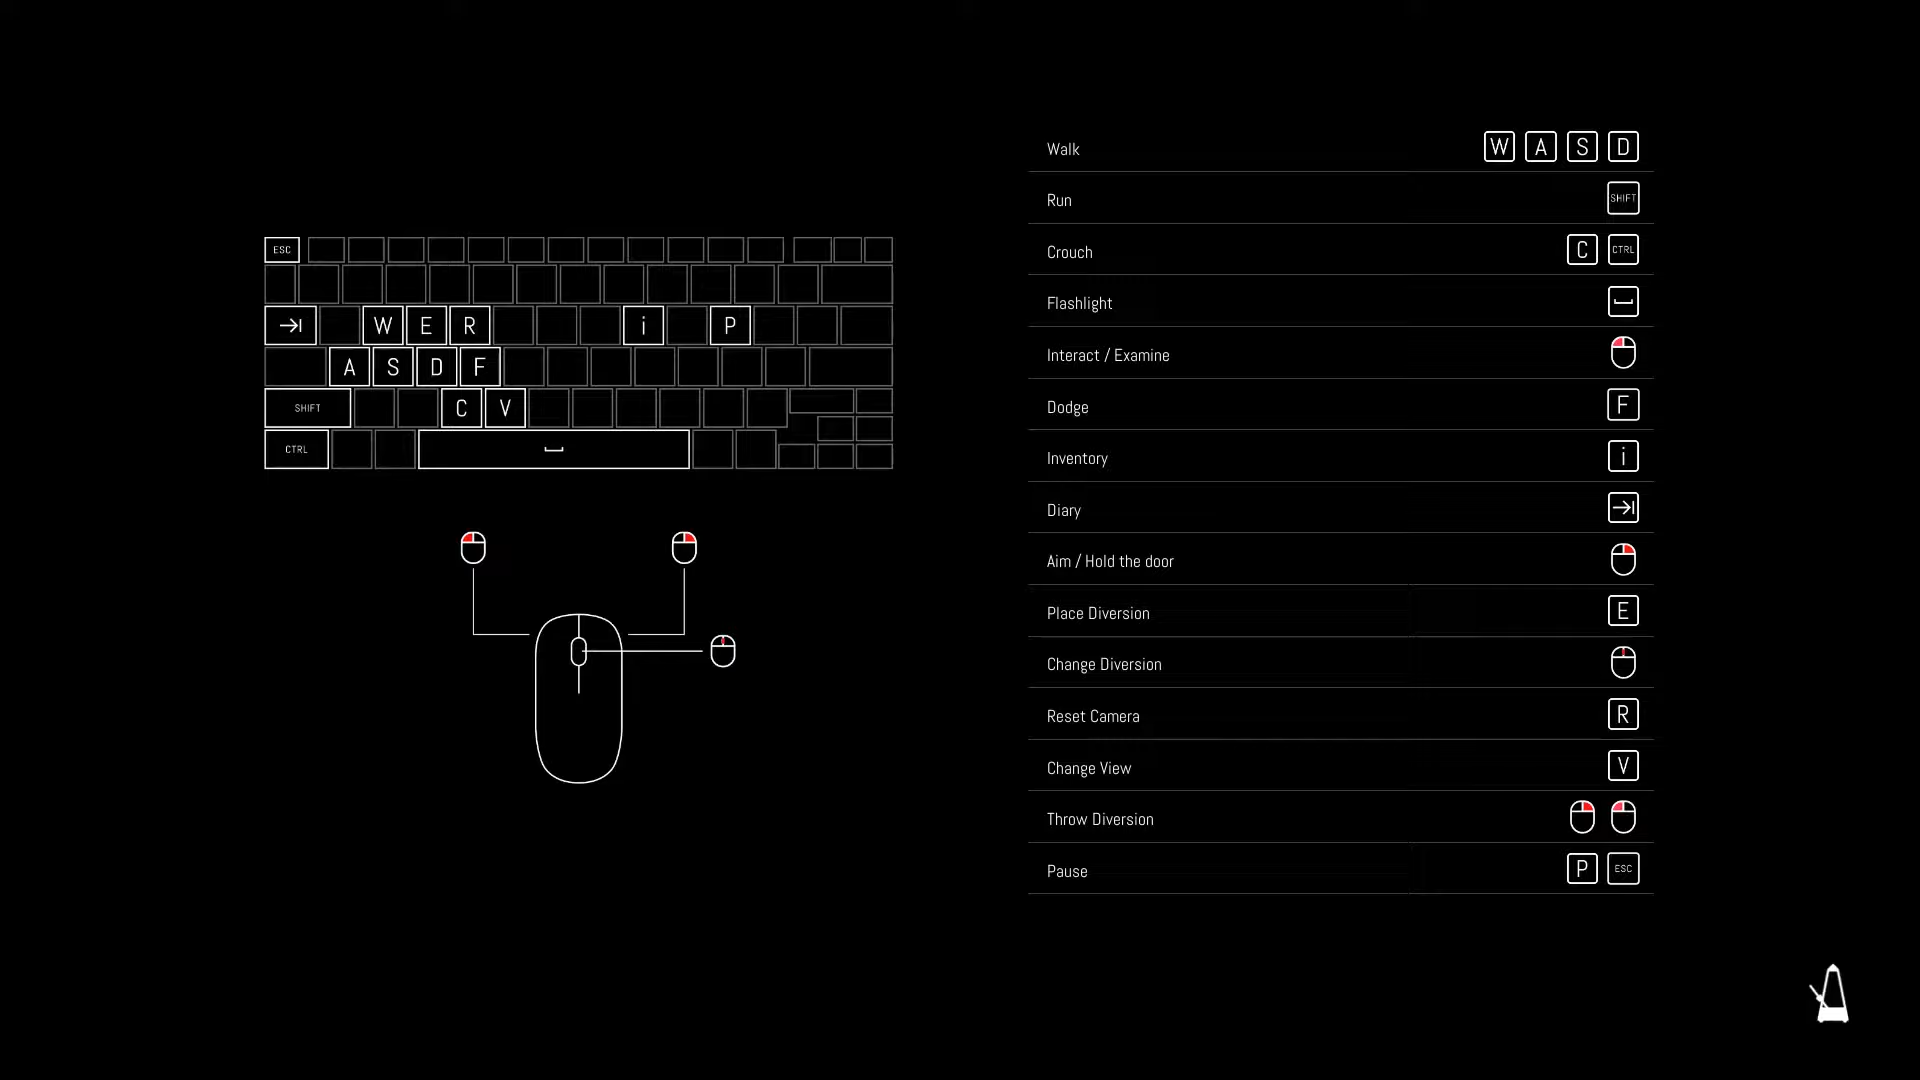 ESC
W E R i P
A S D F
SHIFT C V
CTRL
Walk W A S D
Run SHIFT
Crouch C CTRL
Flashlight
Interact / Examine
Dodge F
Inventory i
Diary
Aim / Hold the door
Place Diversion E
Change Diversion
Reset Camera R
Change View V
Throw Diversion
Pause P ESC